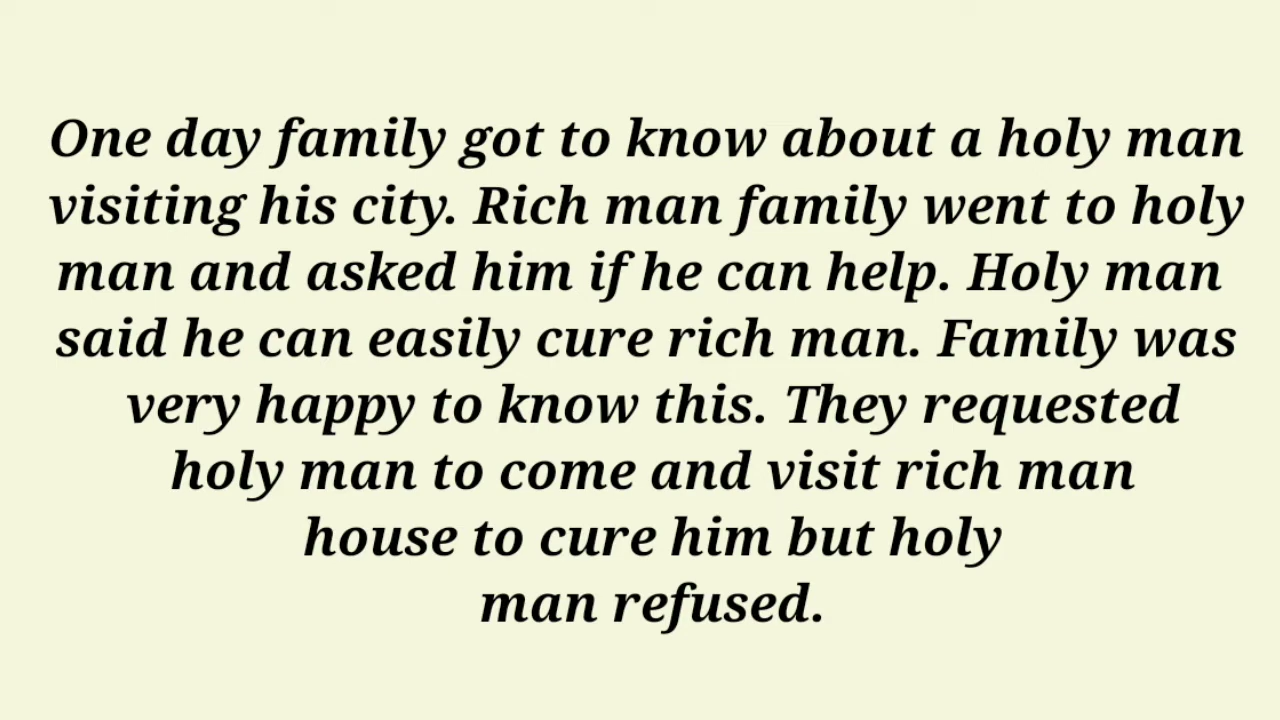 One day family got to know about a holy man
visiting his city. Rich man family went to holy
man and asked him if he can help. Holy man
said he can easily cure rich man. Family was
very happy to know this. They requested
holy man to come and visit rich man
house to cure him but holy
man refused.